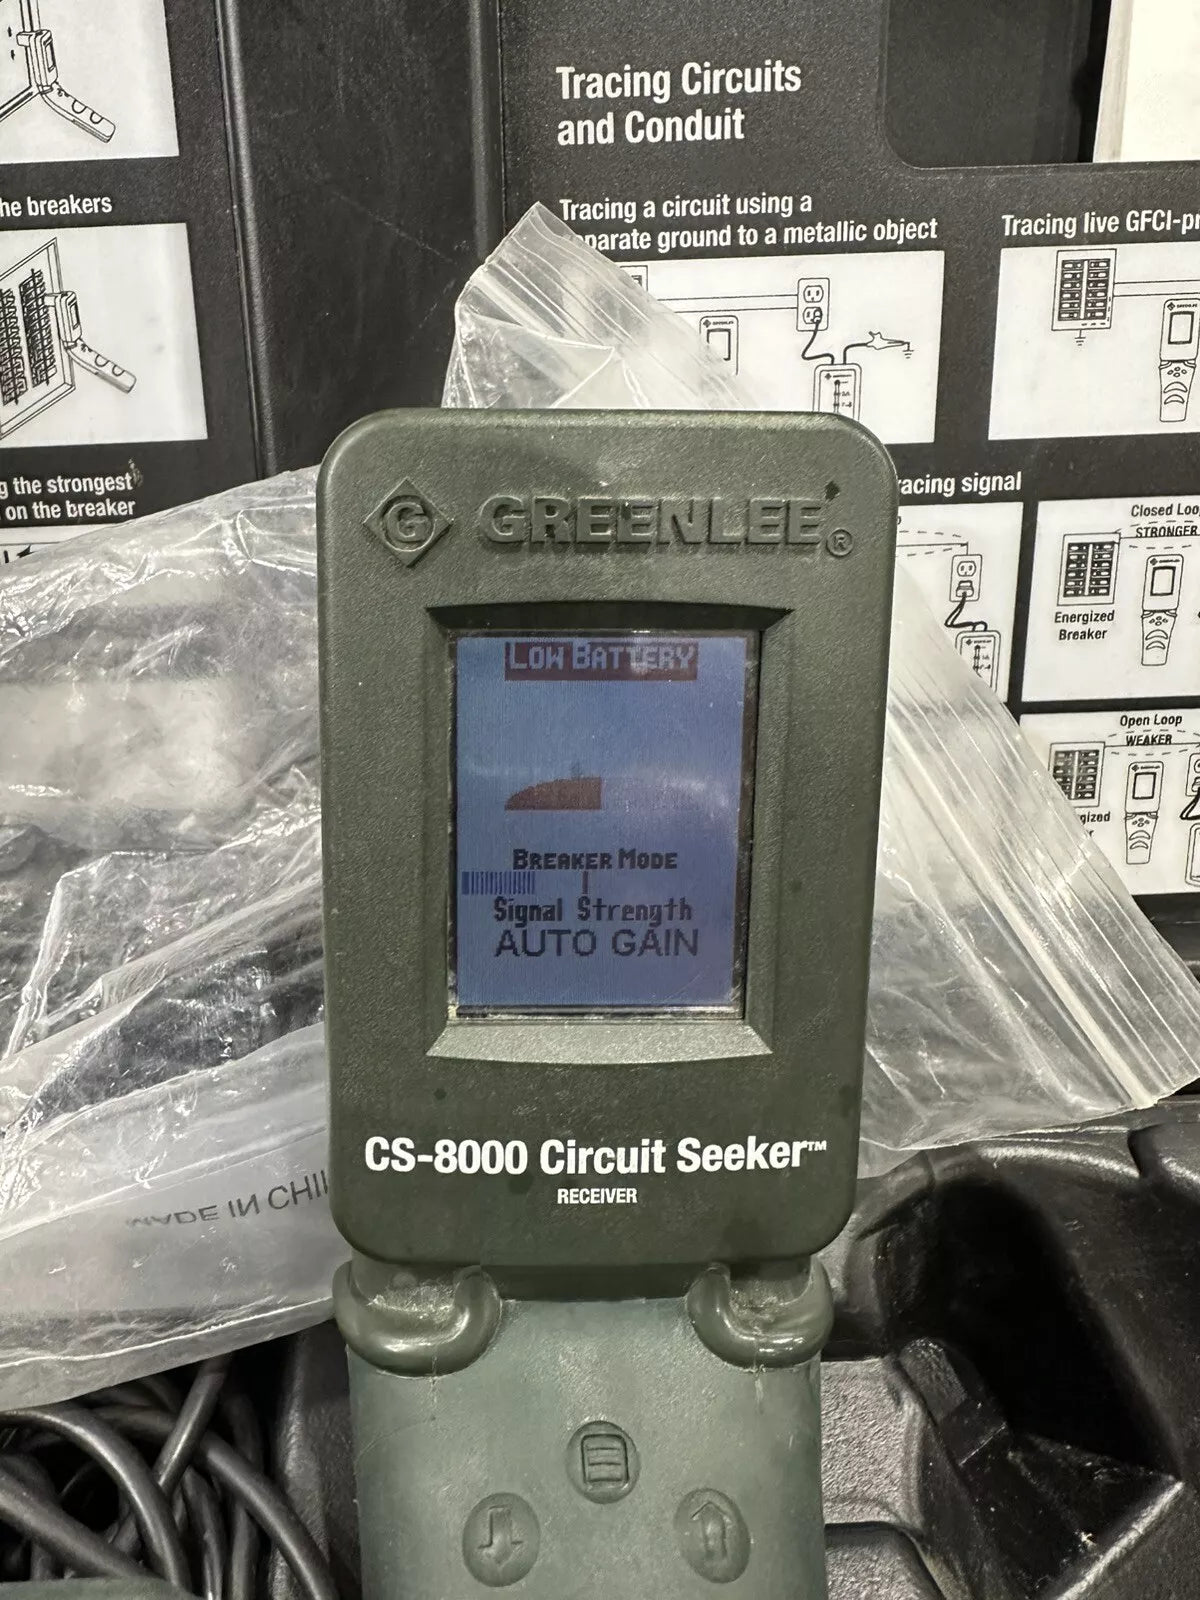 Tracing Circuits
and Conduit
he breakers
Tracing a circuit using a
parate ground to a metallic object
Tracing live GFCI-pr
g the strongest
on the breaker
racing signal
Closed Loo
STRONGER
Energized
Breaker
Open Loop
WEAKER
gized
G GREENLEE®
LOW BATTERY
BREAKER MODE
Signal Strength
AUTO GAIN
CS-8000 Circuit Seeker™
RECEIVER
MADE IN CHI